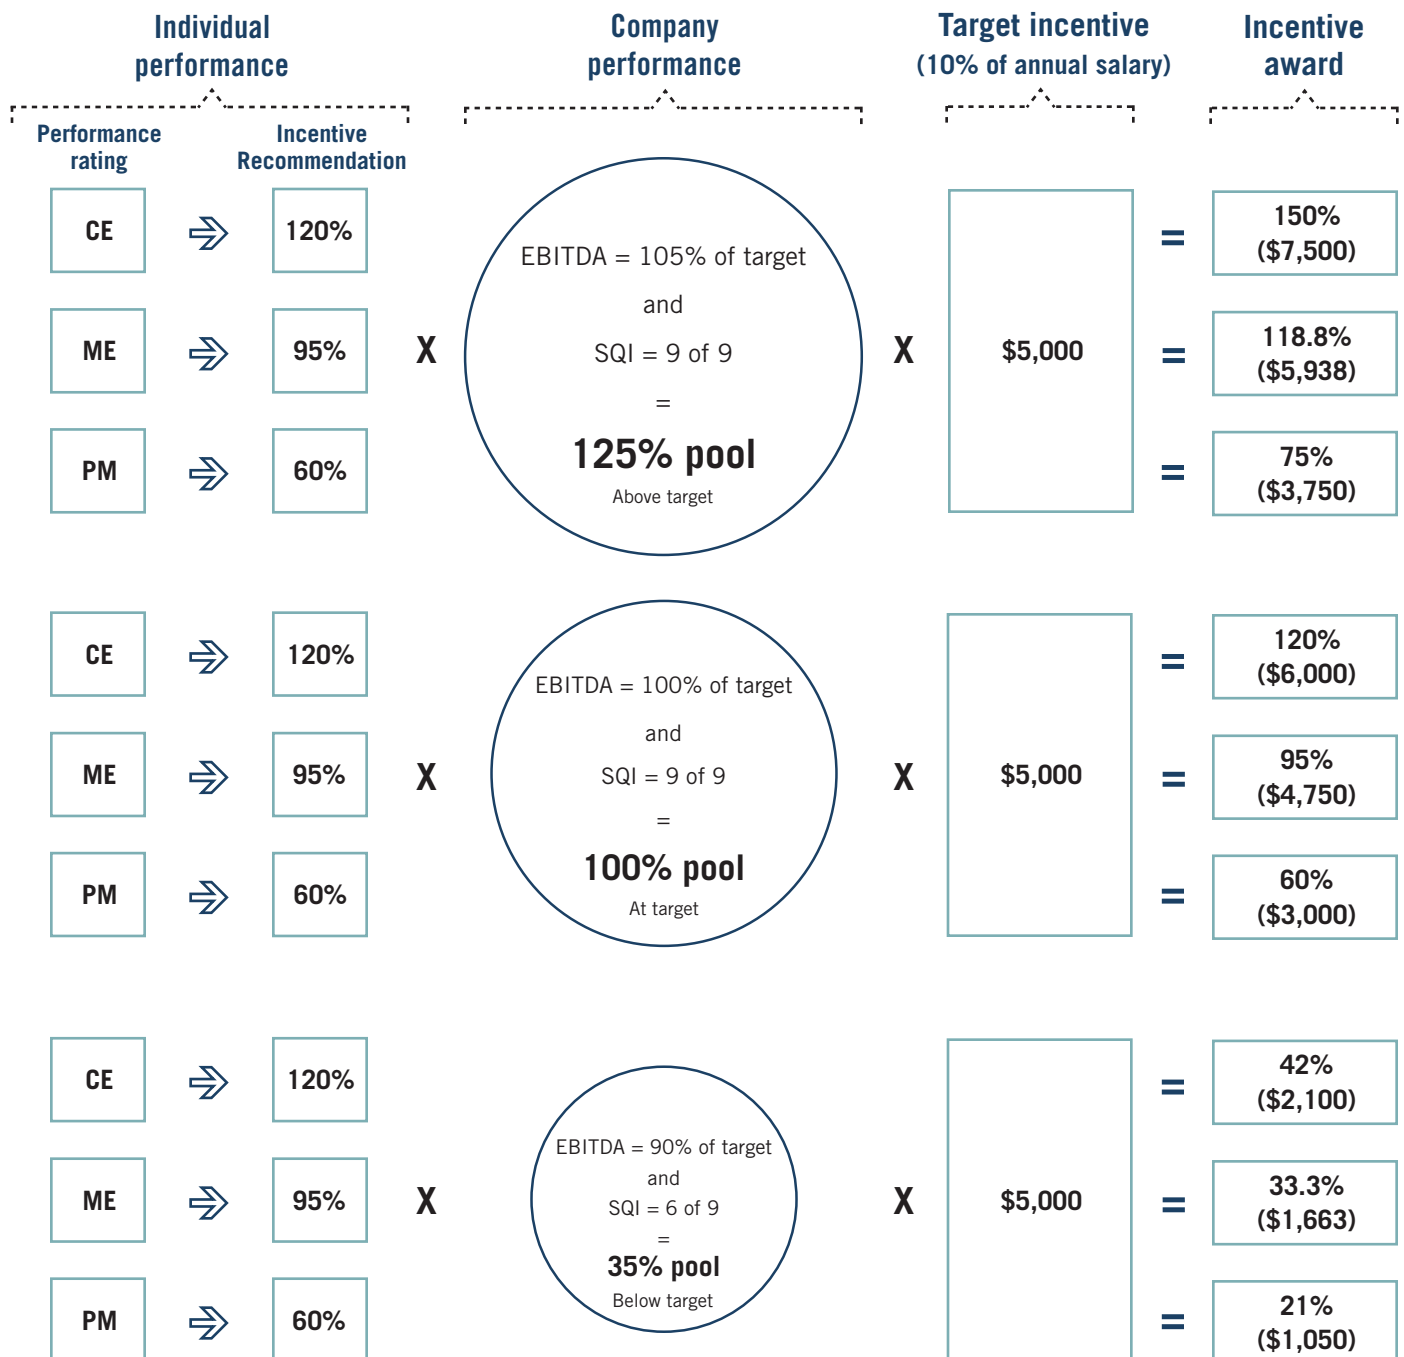 Individual
performance
Company
performance
Target incentive
(10% of annual salary)
Incentive
award
Performance
rating
Incentive
Recommendation
CE
120%
ME
95%
PM
60%
X
EBITDA = 105% of target
and
SQI = 9 of 9
=
125% pool
Above target
X
$5,000
=
150%
($7,500)
=
118.8%
($5,938)
=
75%
($3,750)
CE
120%
ME
95%
PM
60%
X
EBITDA = 100% of target
and
SQI = 9 of 9
=
100% pool
At target
X
$5,000
=
120%
($6,000)
=
95%
($4,750)
=
60%
($3,000)
CE
120%
ME
95%
PM
60%
X
EBITDA = 90% of target
and
SQI = 6 of 9
=
35% pool
Below target
X
$5,000
=
42%
($2,100)
=
33.3%
($1,663)
=
21%
($1,050)